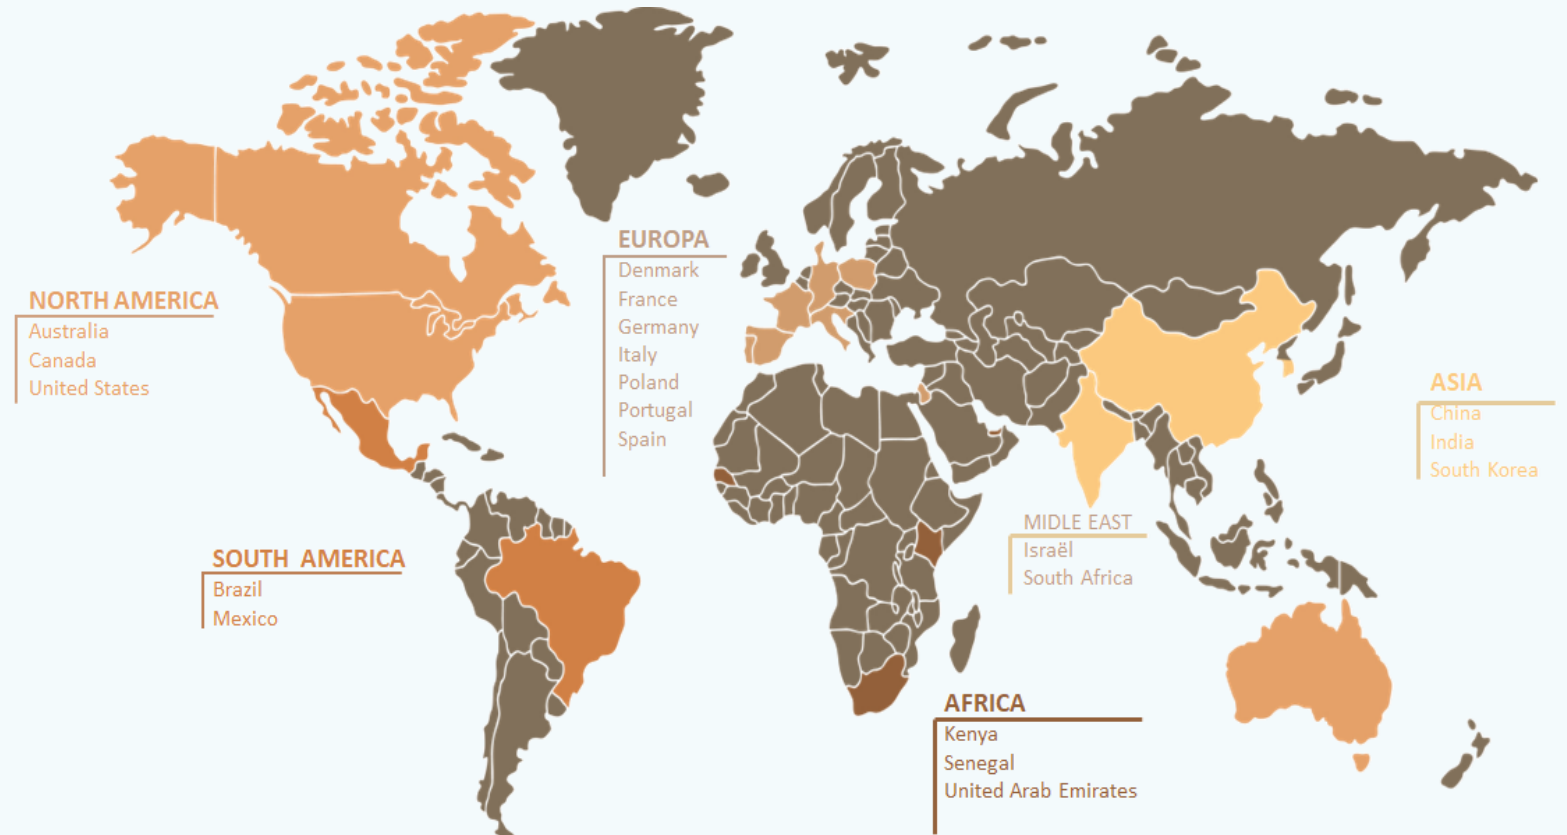 NORTH AMERICA
Australia
Canada
United States
SOUTH AMERICA
Brazil
Mexico
EUROPA
Denmark
France
Germany
Italy
Poland
Portugal
Spain
MIDLE EAST
Israël
South Africa
AFRICA
Kenya
Senegal
United Arab Emirates
ASIA
China
India
South Korea